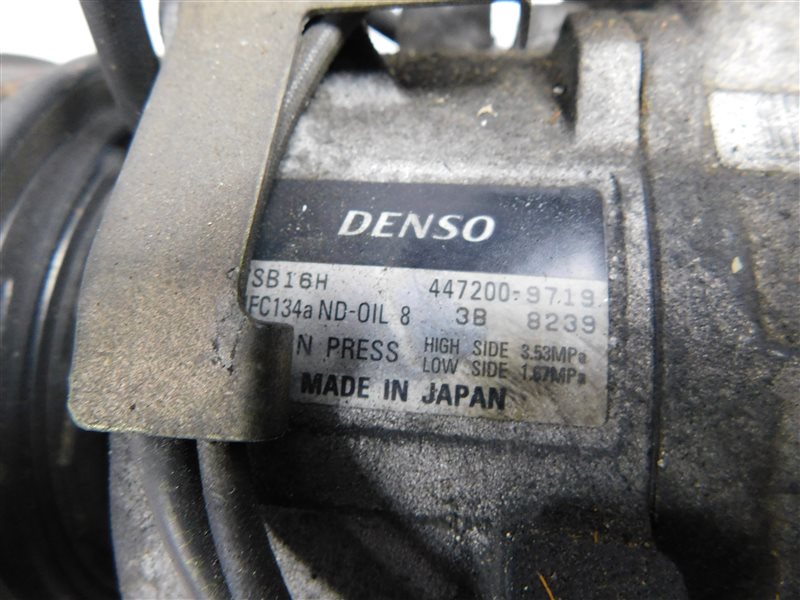 DENSO
SB16H 447200-9719
FC134a ND-OIL 8 3B 8239
N PRESS HIGH SIDE 3.53MPa
LOW SIDE 1.67MPa
MADE IN JAPAN